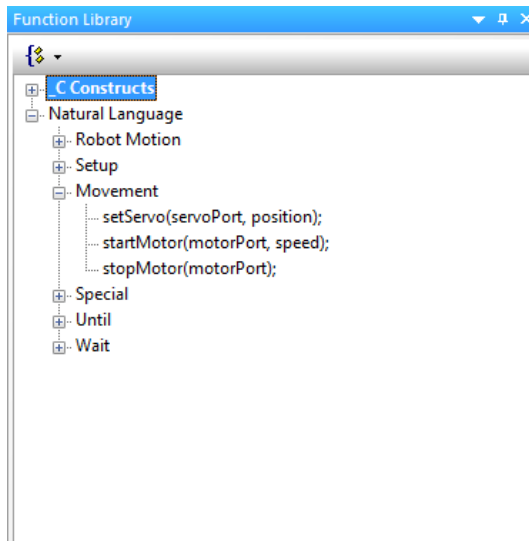 Function Library
_C Constructs
Natural Language
Robot Motion
Setup
Movement
setServo(servoPort, position);
startMotor(motorPort, speed);
stopMotor(motorPort);
Special
Until
Wait